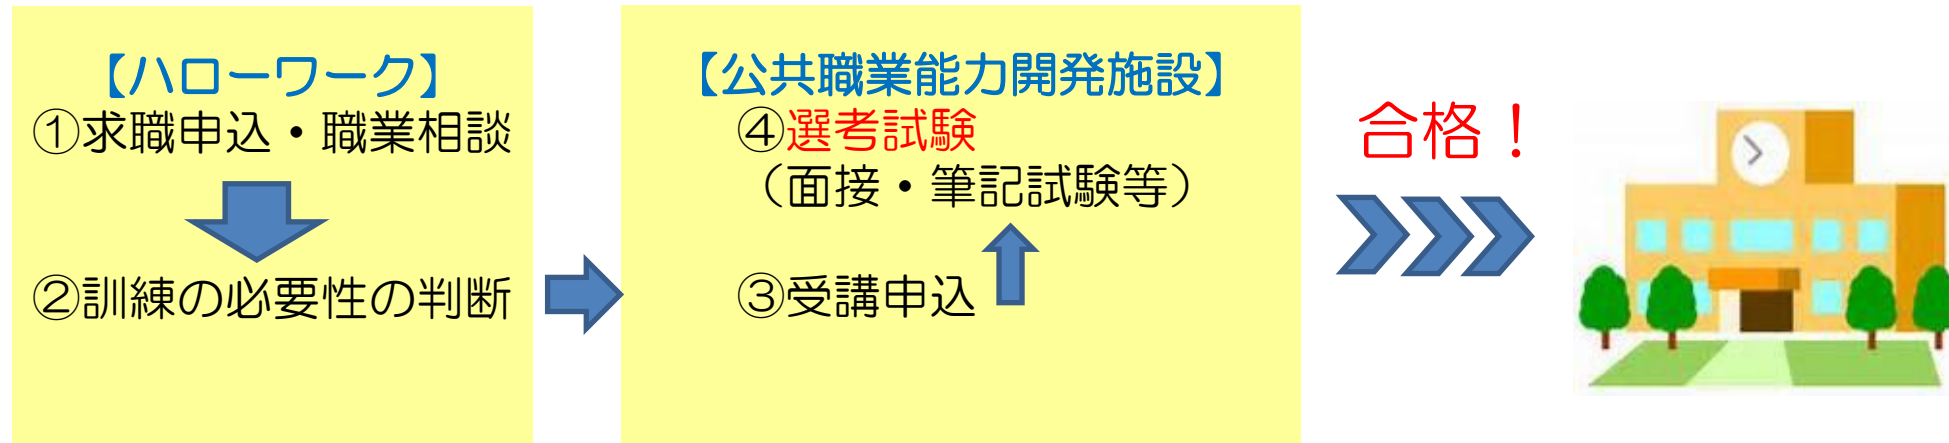 【ハローワーク】
①求職申込・職業相談
②訓練の必要性の判断
【公共職業能力開発施設】
④選考試験
（面接・筆記試験等）
③受講申込
合格！